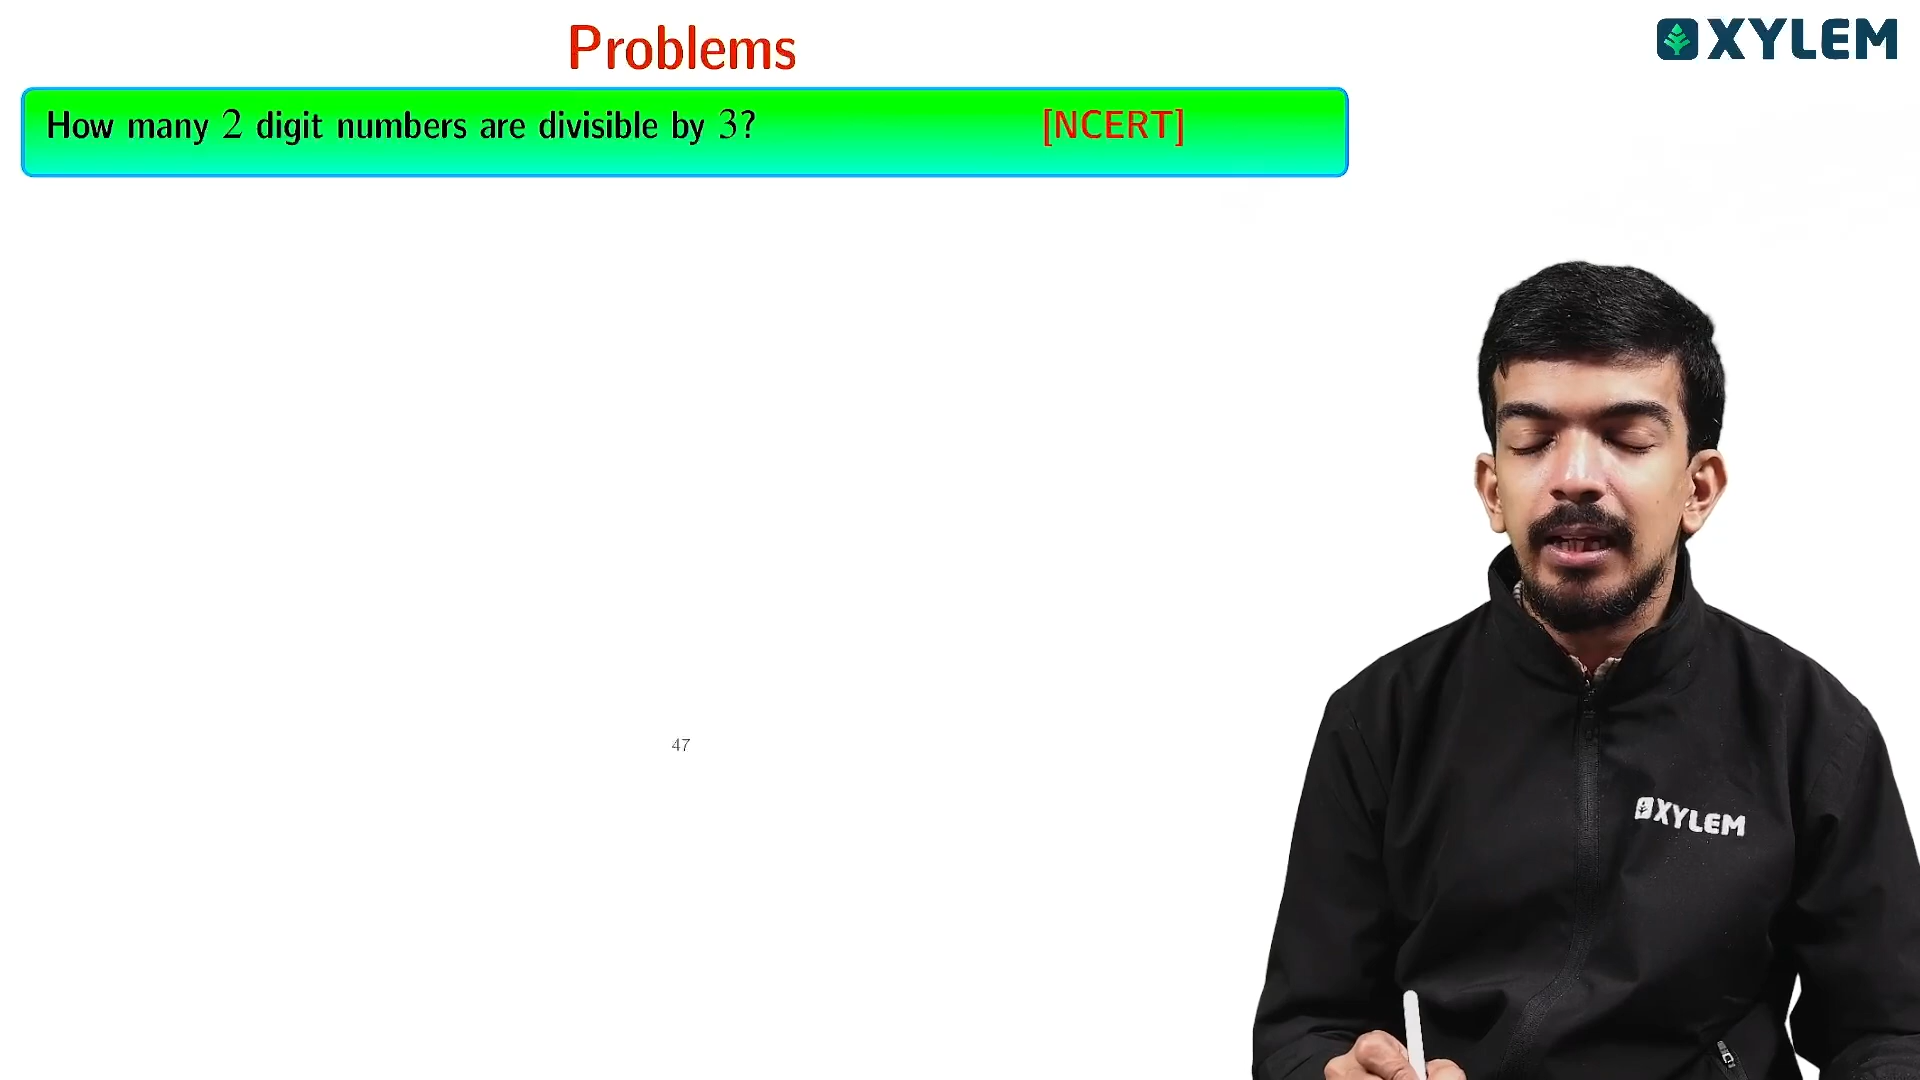 Problems
XYLEM
How many 2 digit numbers are divisible by 3? [NCERT]
47
XYLEM